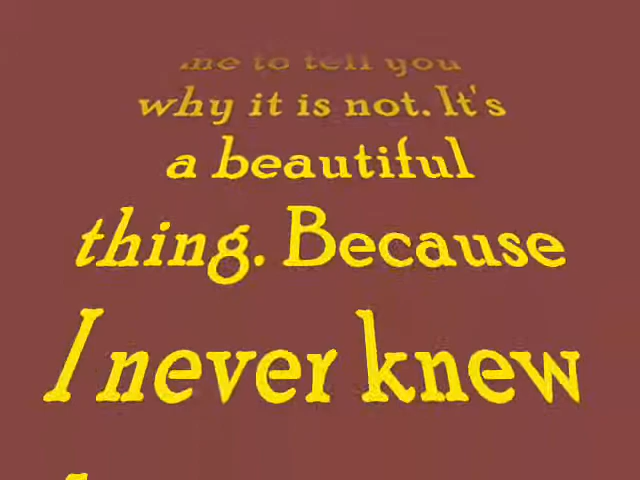 me to tell you
why it is not. It's
a beautiful
thing. Because
I never knew